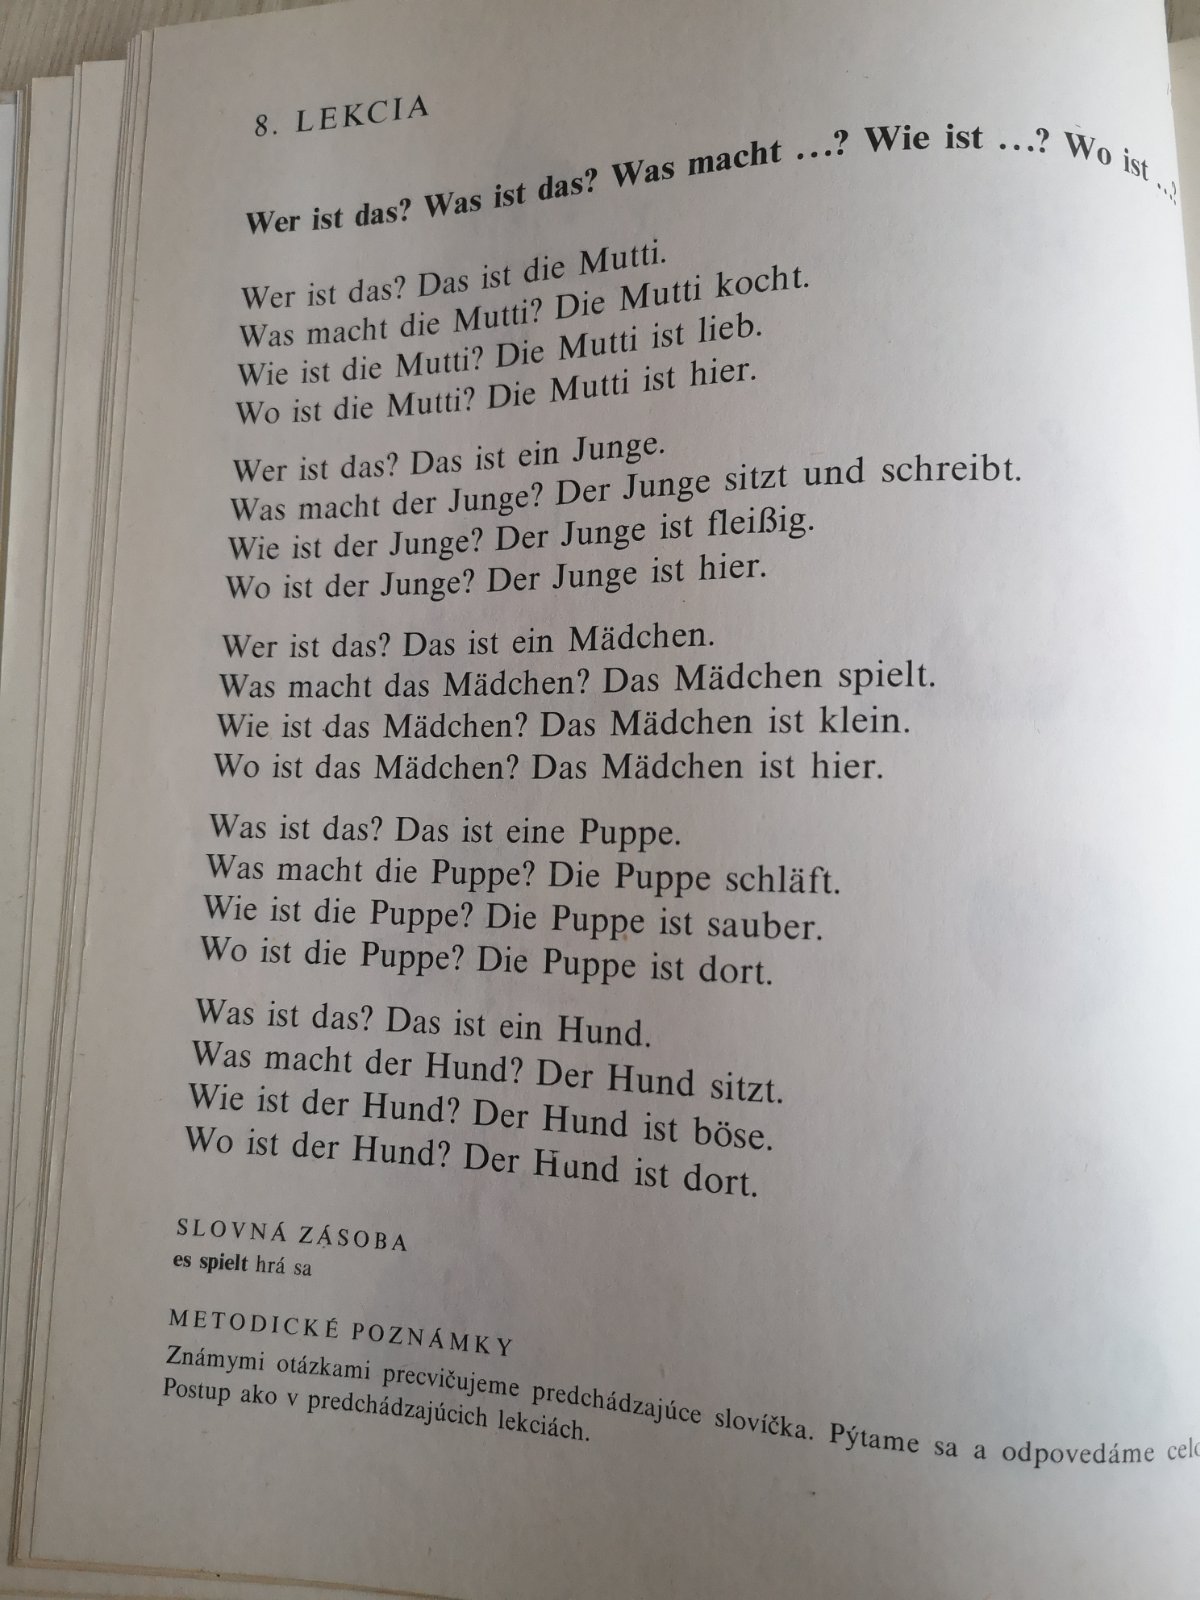 8. LEKCIA
Wer ist das? Was ist das? Was macht ...? Wie ist ...? Wo ist ...?
Wer ist das? Das ist die Mutti.
Was macht die Mutti? Die Mutti kocht.
Wie ist die Mutti? Die Mutti ist lieb.
Wo ist die Mutti? Die Mutti ist hier.
Wer ist das? Das ist ein Junge.
Was macht der Junge? Der Junge sitzt und schreibt.
Wie ist der Junge? Der Junge ist fleißig.
Wo ist der Junge? Der Junge ist hier.
Wer ist das? Das ist ein Mädchen.
Was macht das Mädchen? Das Mädchen spielt.
Wie ist das Mädchen? Das Mädchen ist klein.
Wo ist das Mädchen? Das Mädchen ist hier.
Was ist das? Das ist eine Puppe.
Was macht die Puppe? Die Puppe schläft.
Wie ist die Puppe? Die Puppe ist sauber.
Wo ist die Puppe? Die Puppe ist dort.
Was ist das? Das ist ein Hund.
Was macht der Hund? Der Hund sitzt.
Wie ist der Hund? Der Hund ist böse.
Wo ist der Hund? Der Hund ist dort.
SLOVNÁ ZÁSOBA
es spielt hrá sa
METODICKÉ POZNÁMKY
Známymi otázkami precvičujeme predchádzajúce slovíčka. Pýtame sa a odpovedáme
Postup ako v predchádzajúcich lekciách.